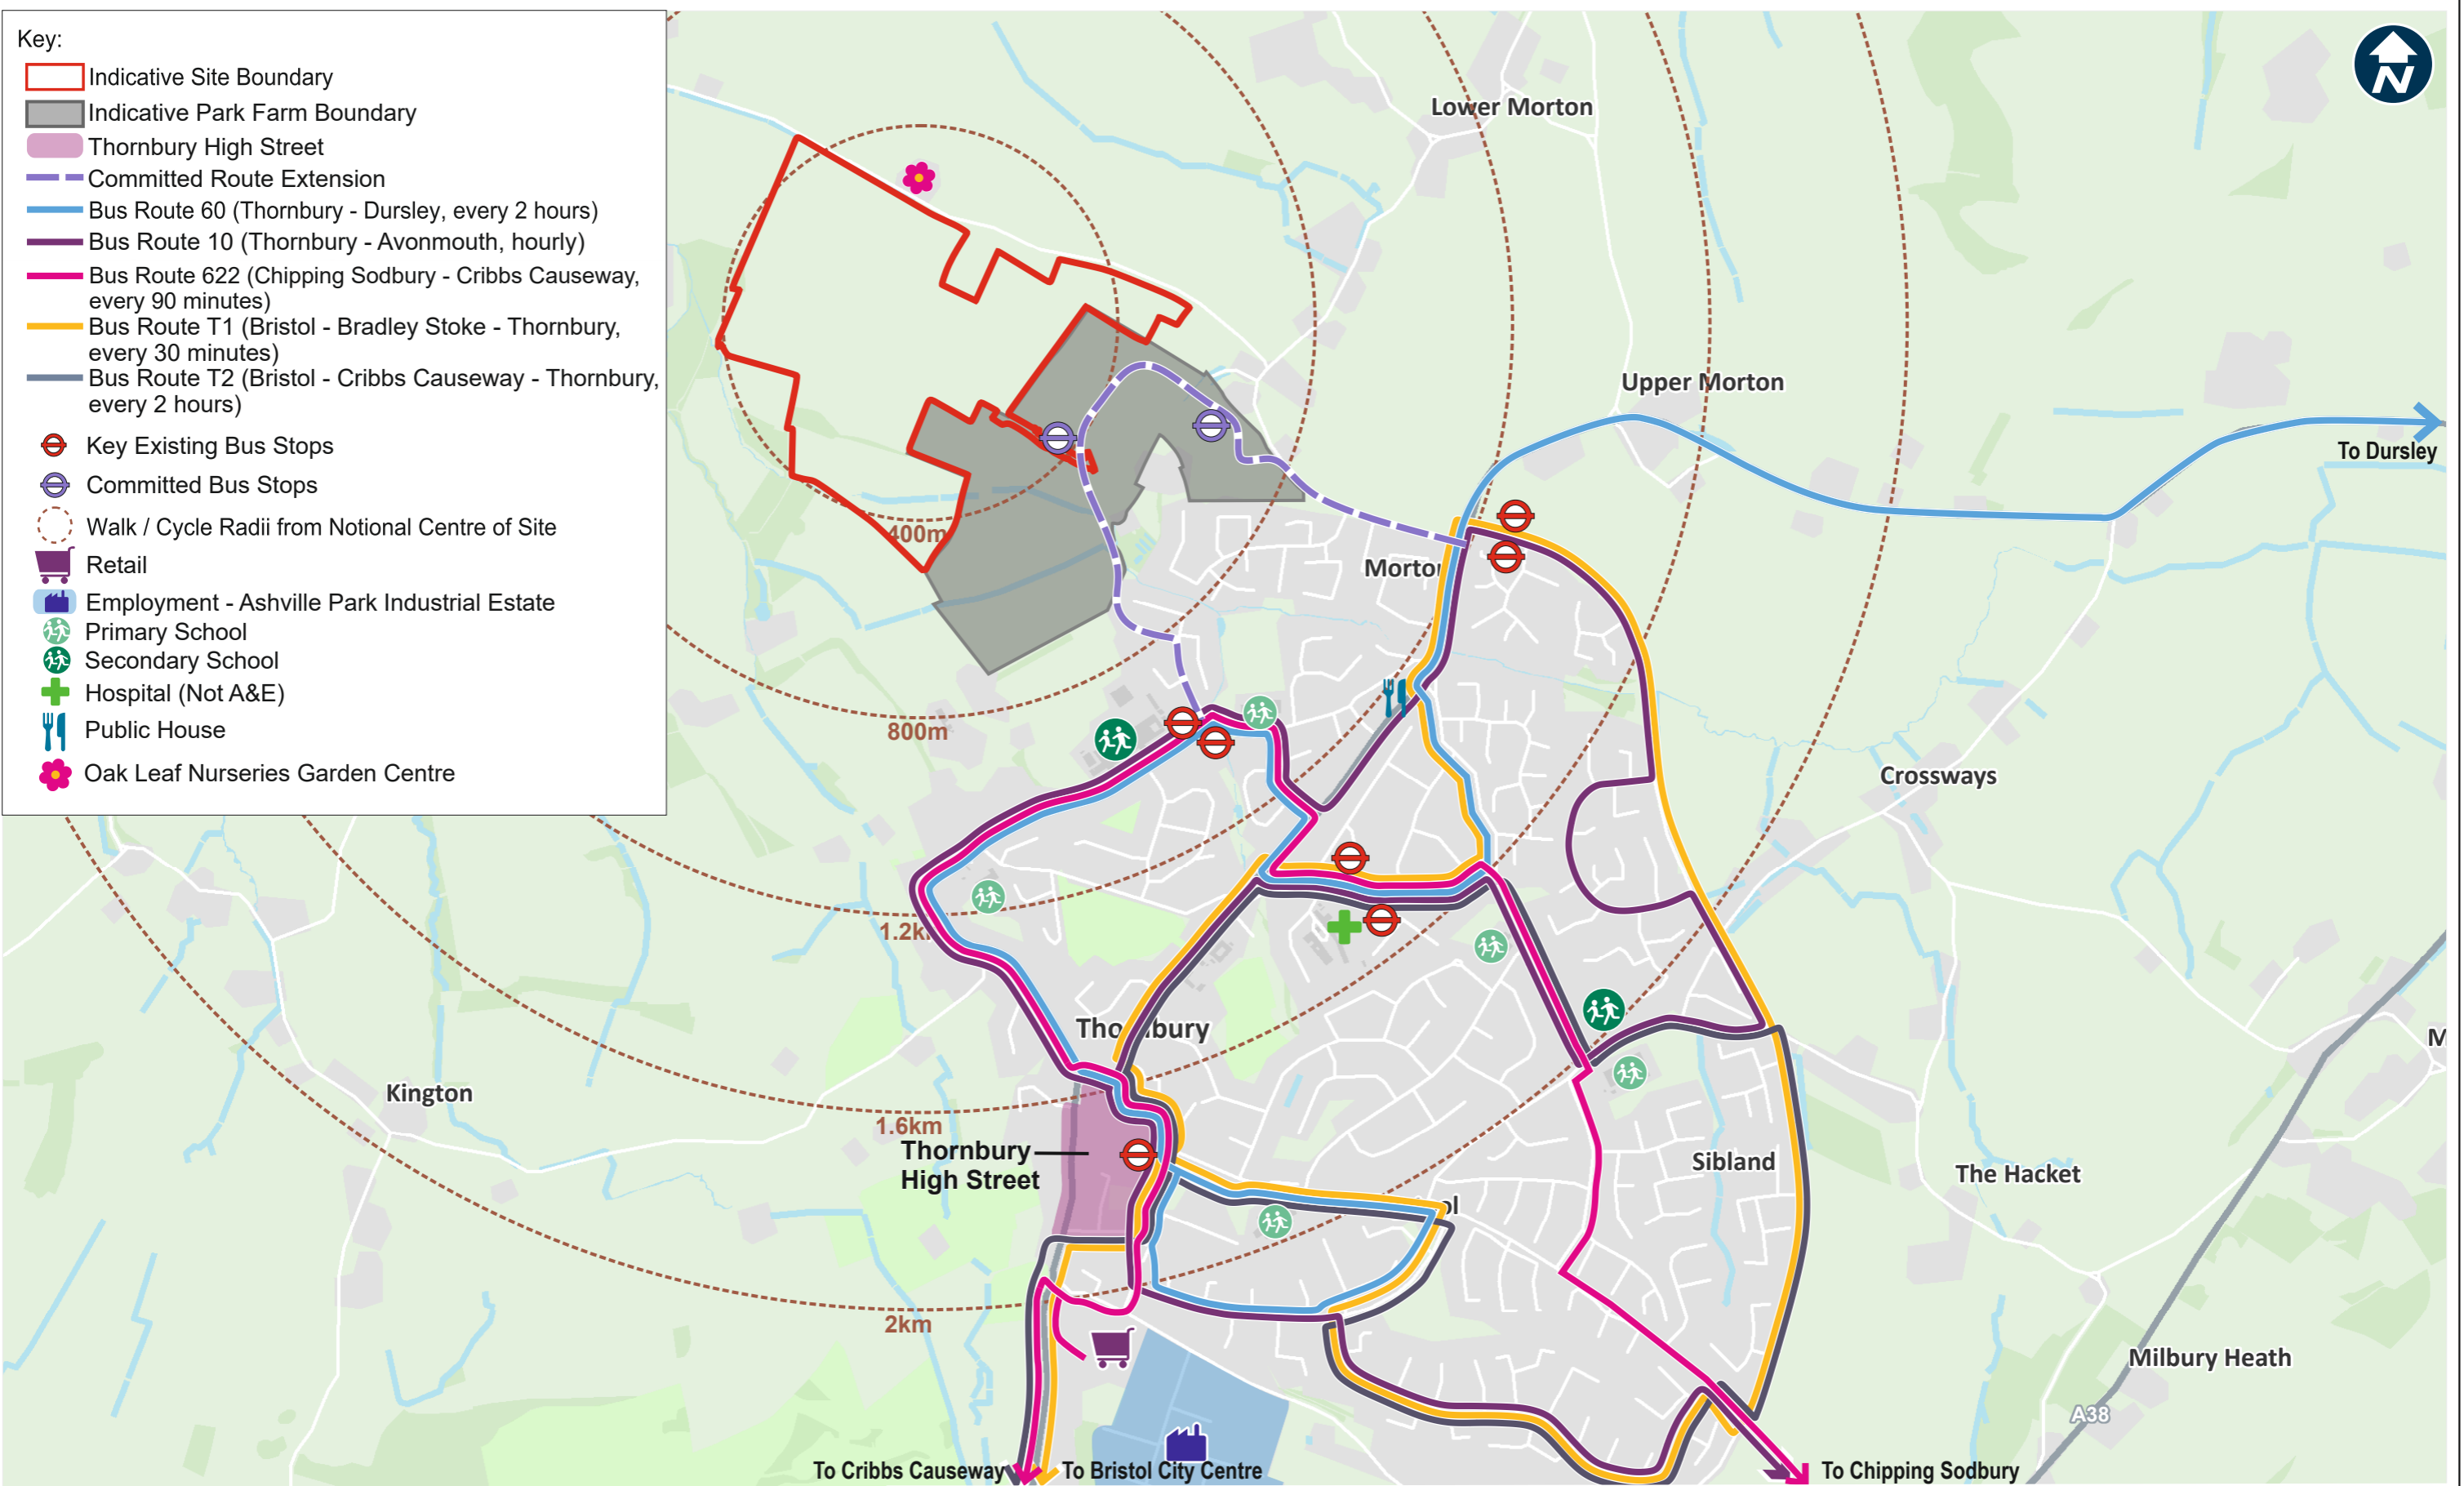 Key:
Indicative Site Boundary
Indicative Park Farm Boundary
Thornbury High Street
Committed Route Extension
Bus Route 60 (Thornbury - Dursley, every 2 hours)
Bus Route 10 (Thornbury - Avonmouth, hourly)
Bus Route 622 (Chipping Sodbury - Cribbs Causeway,
every 90 minutes)
Bus Route T1 (Bristol - Bradley Stoke - Thornbury,
every 30 minutes)
Bus Route T2 (Bristol - Cribbs Causeway - Thornbury,
every 2 hours)
Key Existing Bus Stops
Committed Bus Stops
Walk / Cycle Radii from Notional Centre of Site
Retail
Employment - Ashville Park Industrial Estate
Primary School
Secondary School
Hospital (Not A&E)
Public House
Oak Leaf Nurseries Garden Centre
N
Lower Morton
Upper Morton
To Dursley
400m
Morton
800m
Crossways
1.2km
Thornbury
Kington
1.6km
Thornbury
High Street
Sibland
The Hacket
2km
Milbury Heath
A38
To Cribbs Causeway
To Bristol City Centre
To Chipping Sodbury